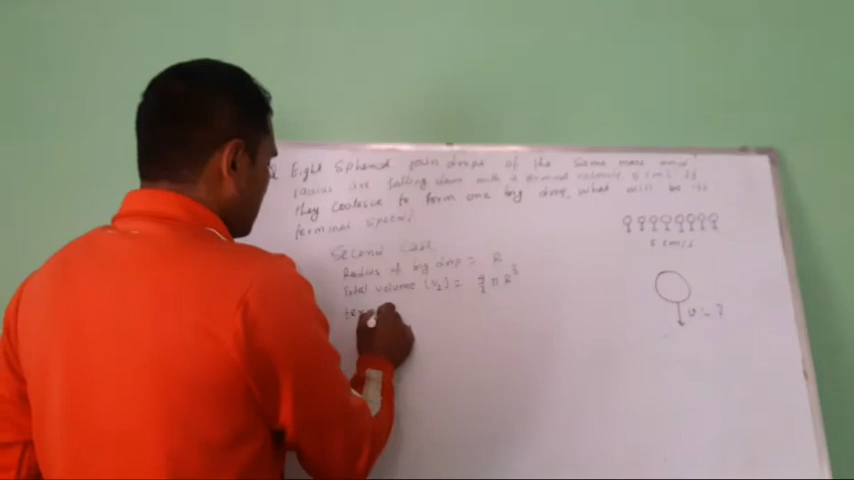 Eight Spherical rain drops of the same mass and
radius are falling down with a terminal velocity 5 cm/s. If
they coalesce to form one big drop, what will be its
terminal speed?
5 cm/s
Second Case
Radius of big drop = R
total volume (V₂) = 4/3 π R³
v = ?
ter